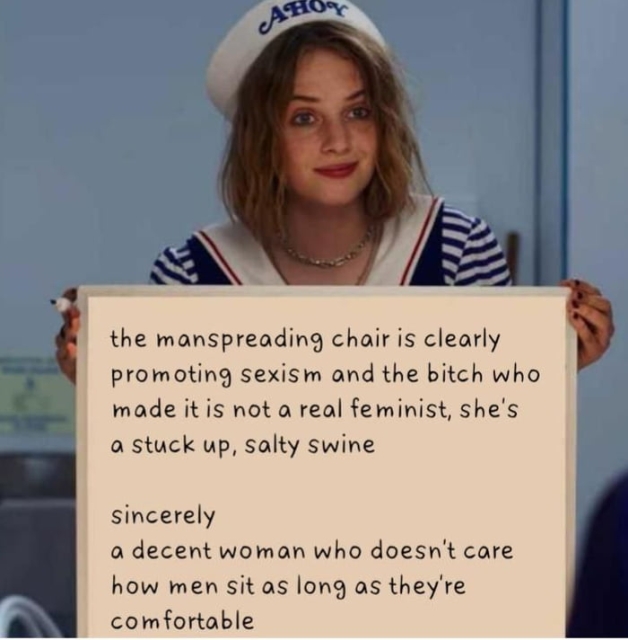 AHOY
the manspreading chair is clearly
promoting sexism and the bitch who
made it is not a real feminist, she's
a stuck up, salty swine
sincerely
a decent woman who doesn't care
how men sit as long as they're
comfortable